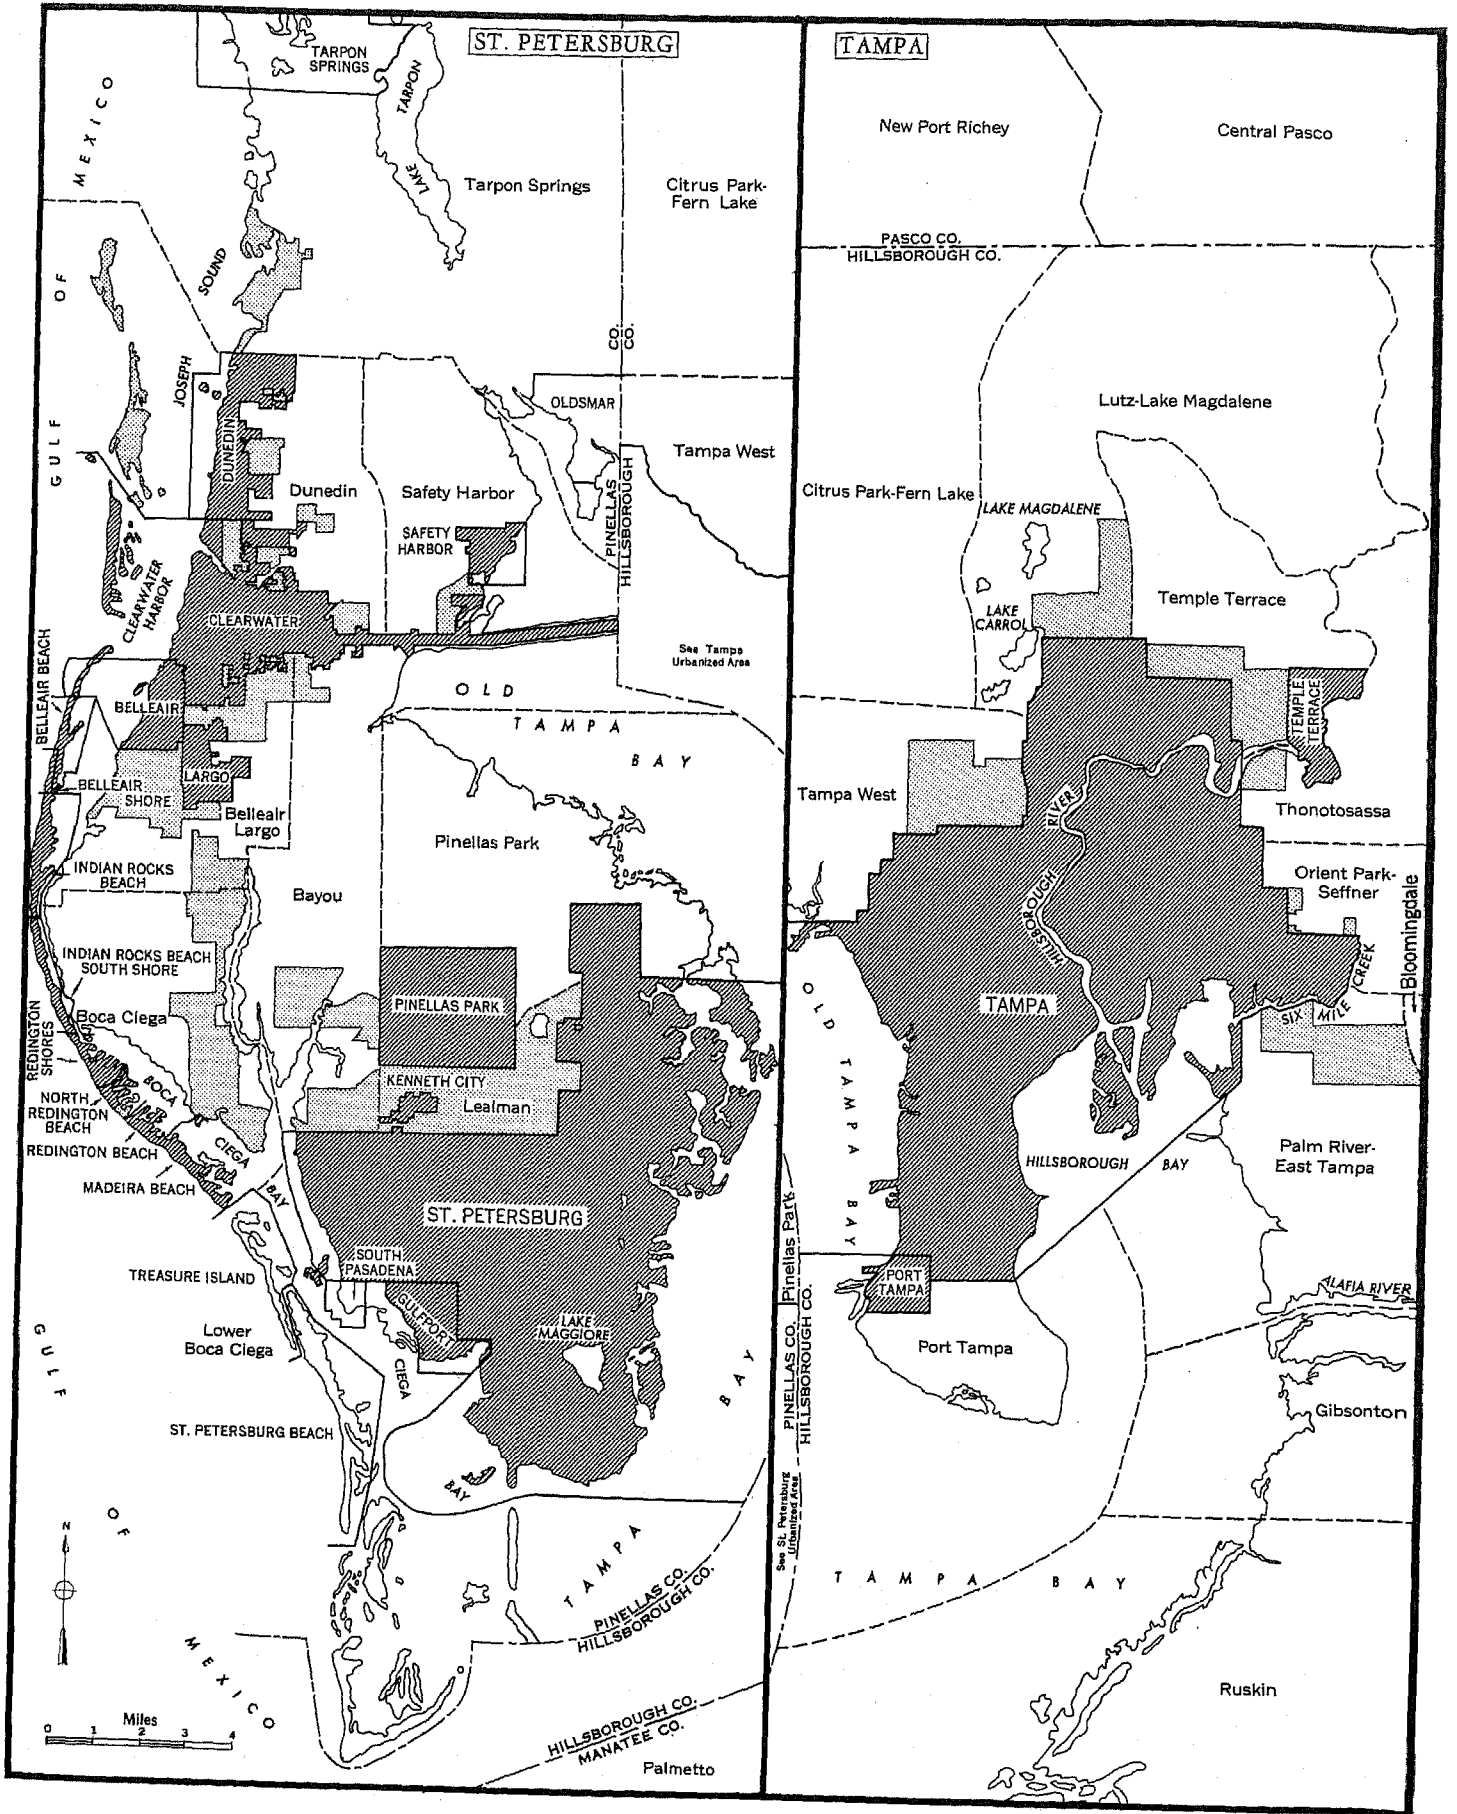 ST. PETERSBURG
TARPON
SPRINGS
TARPON
LAKE
Tarpon Springs
Citrus Park-
Fern Lake
GULF OF MEXICO
SOUND
JOSEPH
CO.
CO.
OLDSMAR
Tampa West
DUNEDIN
Dunedin
Safety Harbor
SAFETY
HARBOR
PINELLAS
HILLSBOROUGH
CLEARWATER
HARBOR
CLEARWATER
See Tampa
Urbanized Area
BELLEAIR BEACH
BELLEAIR
OLD
TAMPA
BAY
BELLEAIR
SHORE
LARGO
Belleair
Largo
Pinellas Park
INDIAN ROCKS
BEACH
Bayou
INDIAN ROCKS BEACH
SOUTH SHORE
PINELLAS PARK
REDINGTON
SHORES
Boca Ciega
BOCA
CIEGA
BAY
KENNETH CITY
Lealman
NORTH
REDINGTON
BEACH
REDINGTON BEACH
MADEIRA BEACH
ST. PETERSBURG
SOUTH
PASADENA
TREASURE ISLAND
GULFPORT
LAKE
MAGGIORE
Lower
Boca Ciega
CIEGA
BAY
ST. PETERSBURG BEACH
BAY
GULF
OF
MEXICO
N
TAMPA
PINELLAS CO.
HILLSBOROUGH CO.
Miles
0 1 2 3 4
HILLSBOROUGH CO.
MANATEE CO.
Palmetto
TAMPA
New Port Richey
Central Pasco
PASCO CO.
HILLSBOROUGH CO.
Lutz-Lake Magdalene
Citrus Park-Fern Lake
LAKE MAGDALENE
LAKE
CARROL
Temple Terrace
TEMPLE
TERRACE
Tampa West
RIVER
HILLSBOROUGH
Thonotosassa
Orient Park-
Seffner
Bloomingdale
OLD TAMPA BAY
TAMPA
SIX MILE CREEK
HILLSBOROUGH BAY
Palm River-
East Tampa
Pinellas Park
PORT
TAMPA
ALAFIA RIVER
Port Tampa
PINELLAS CO.
HILLSBOROUGH CO.
Gibsonton
See St. Petersburg
Urbanized Area
TAMPA BAY
Ruskin